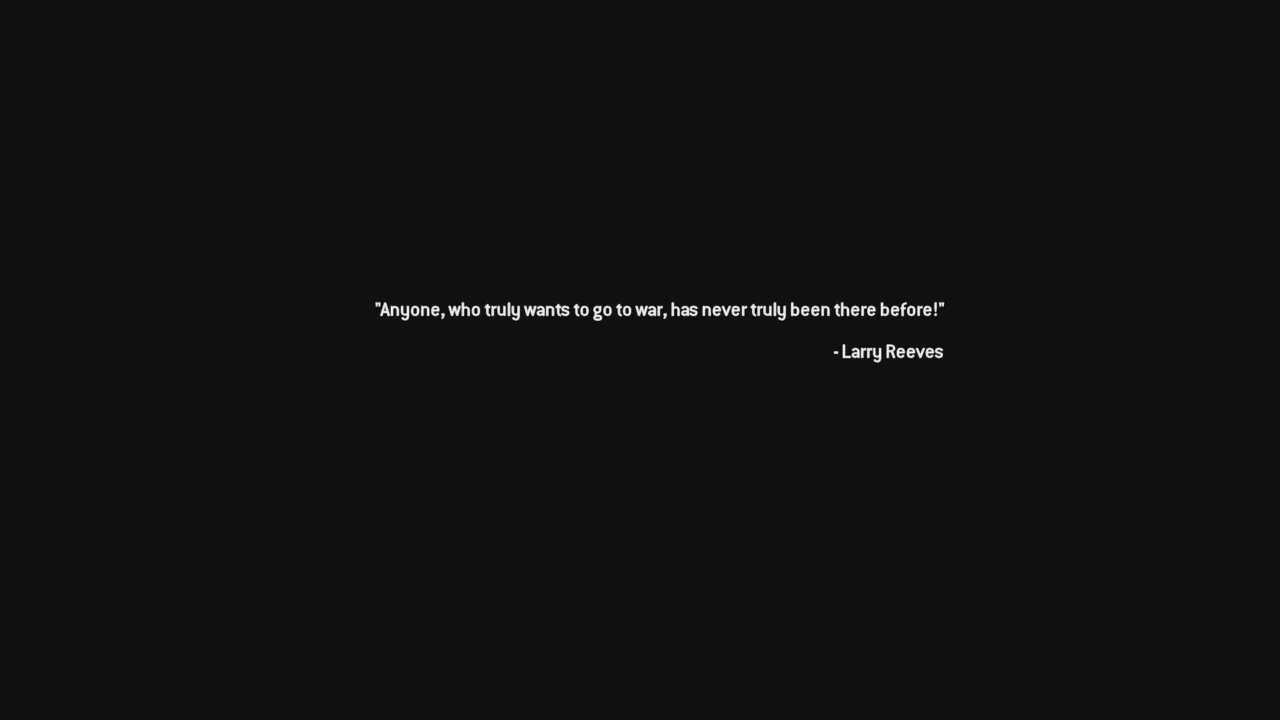 "Anyone, who truly wants to go to war, has never truly been there before!"
- Larry Reeves